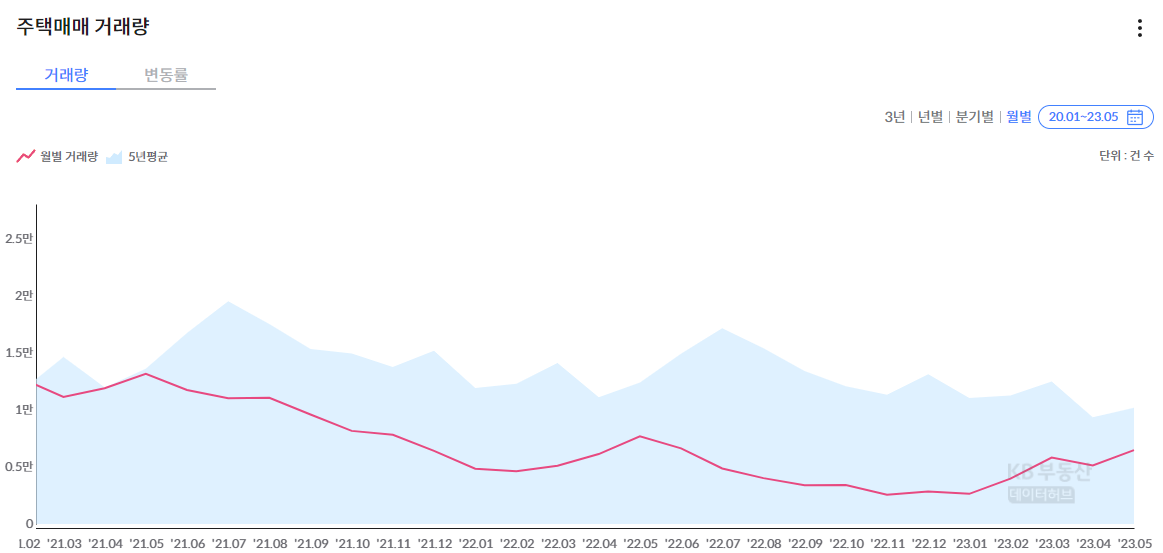 주택매매 거래량
거래량 변동률
3년 | 년별 | 분기별 | 월별 20.01~23.05
월별 거래량 5년평균
단위 : 건 수
2.5만
2만
1.5만
1만
0.5만
0
KB 부동산
데이터허브
1.02 '21.03 '21.04 '21.05 '21.06 '21.07 '21.08 '21.09 '21.10 '21.11 '21.12 '22.01 '22.02 '22.03 '22.04 '22.05 '22.06 '22.07 '22.08 '22.09 '22.10 '22.11 '22.12 '23.01 '23.02 '23.03 '23.04 '23.05